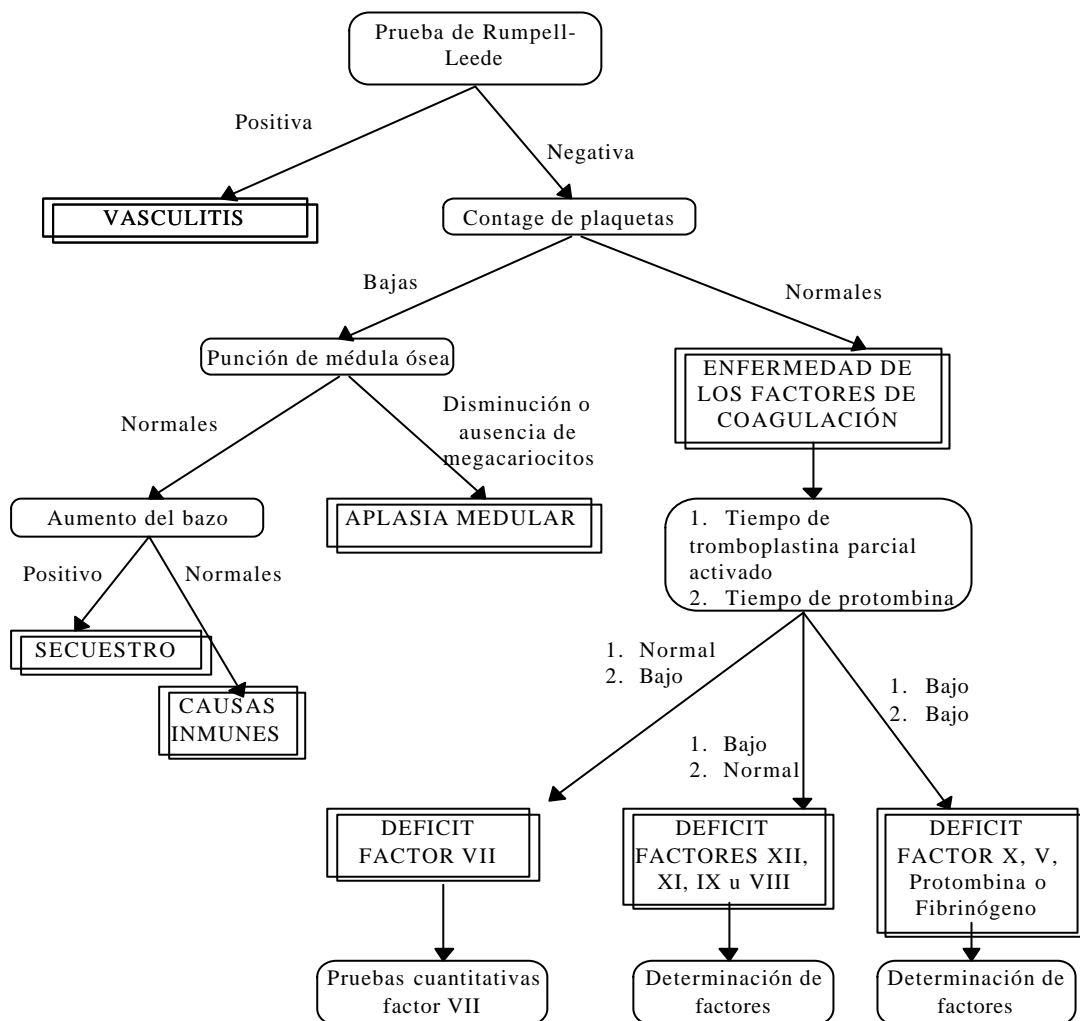 Prueba de Rumpell-
Leede
Positiva
Negativa
VASCULITIS
Contage de plaquetas
Bajas
Normales
Punción de médula ósea
ENFERMEDAD DE
LOS FACTORES DE
COAGULACIÓN
Normales
Disminución o
ausencia de
megacariocitos
Aumento del bazo
APLASIA MEDULAR
1. Tiempo de
tromboplastina parcial
activado
2. Tiempo de protombina
Positivo
Normales
SECUESTRO
CAUSAS
INMUNES
1. Normal
2. Bajo
1. Bajo
2. Normal
1. Bajo
2. Bajo
DEFICIT
FACTOR VII
DEFICIT
FACTORES XII,
XI, IX u VIII
DEFICIT
FACTOR X, V,
Protombina o
Fibrinógeno
Pruebas cuantitativas
factor VII
Determinación de
factores
Determinación de
factores